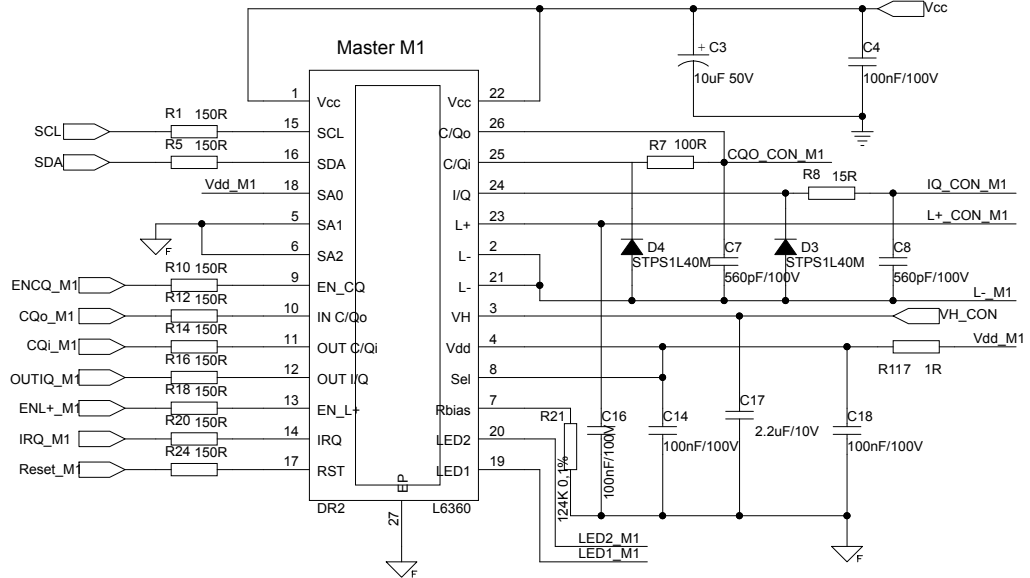 Vcc
Master M1
+ C3
10uF 50V
C4
100nF/100V
1 Vcc
Vcc 22
SCL
R1 150R
15 SCL
C/Qo 26
SDA
R5 150R
16 SDA
C/Qi 25
R7 100R
CQO_CON_M1
Vdd_M1
18 SA0
I/Q 24
R8 15R
IQ_CON_M1
5 SA1
L+ 23
L+_CON_M1
F
6 SA2
L- 2
D4
STPS1L40M
C7
560pF/100V
D3
STPS1L40M
C8
560pF/100V
ENCQ_M1
R10 150R
9 EN_CQ
L- 21
L-_M1
CQo_M1
R12 150R
10 IN C/Qo
VH 3
VH_CON
CQi_M1
R14 150R
11 OUT C/Qi
Vdd 4
Vdd_M1
R117 1R
OUTIQ_M1
R16 150R
12 OUT I/Q
Sel 8
ENL+_M1
R18 150R
13 EN_L+
Rbias 7
R21
124K 0,1%
C16
100nF/100V
C14
100nF/100V
C17
2.2uF/10V
C18
100nF/100V
IRQ_M1
R20 150R
14 IRQ
LED2 20
Reset_M1
R24 150R
17 RST
LED1 19
EP
DR2
L6360
27
LED2_M1
LED1_M1
F
F